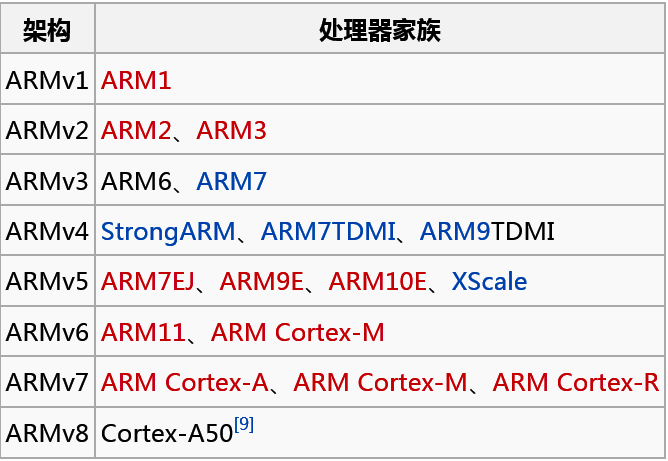 架构 处理器家族
ARMv1 ARM1
ARMv2 ARM2、ARM3
ARMv3 ARM6、ARM7
ARMv4 StrongARM、ARM7TDMI、ARM9TDMI
ARMv5 ARM7EJ、ARM9E、ARM10E、XScale
ARMv6 ARM11、ARM Cortex-M
ARMv7 ARM Cortex-A、ARM Cortex-M、ARM Cortex-R
ARMv8 Cortex-A50[9]